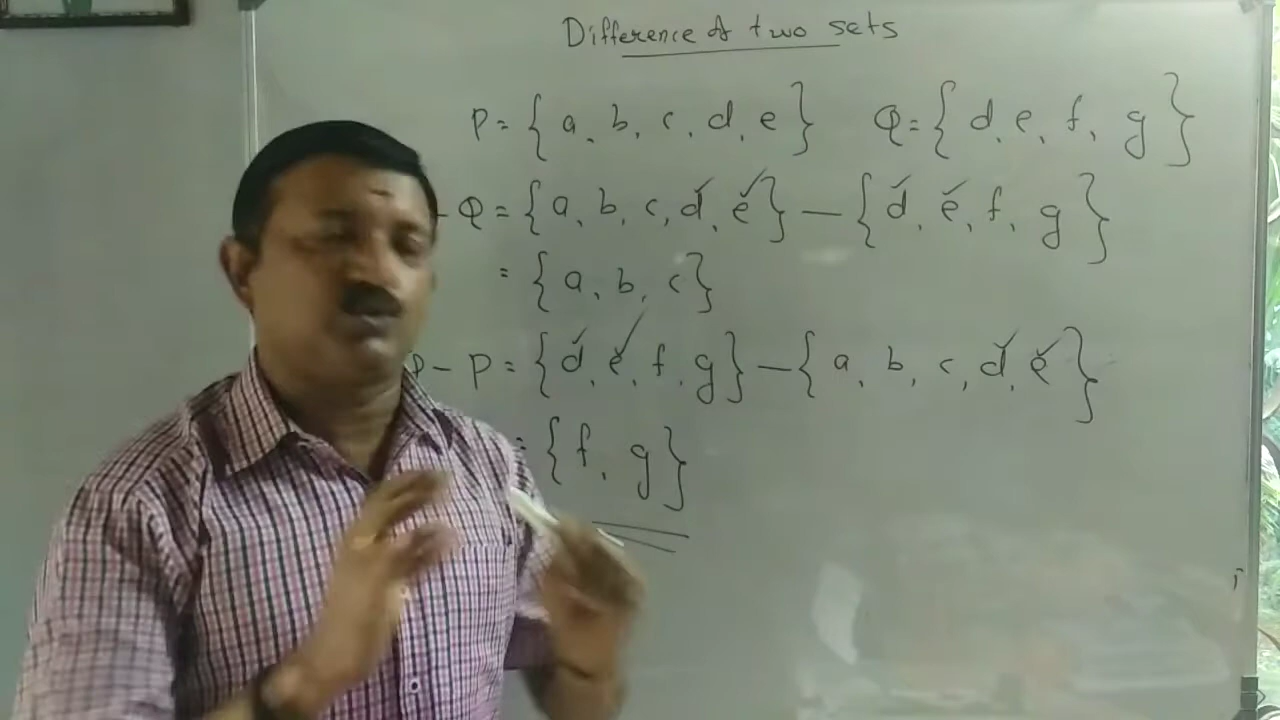 Difference of two sets
P = { a, b, c, d, e } Q = { d, e, f, g }
- Q = { a, b, c, d, e } — { d, e, f, g }
= { a, b, c }
P - P = { d, e, f, g } — { a, b, c, d, e }
= { f, g }